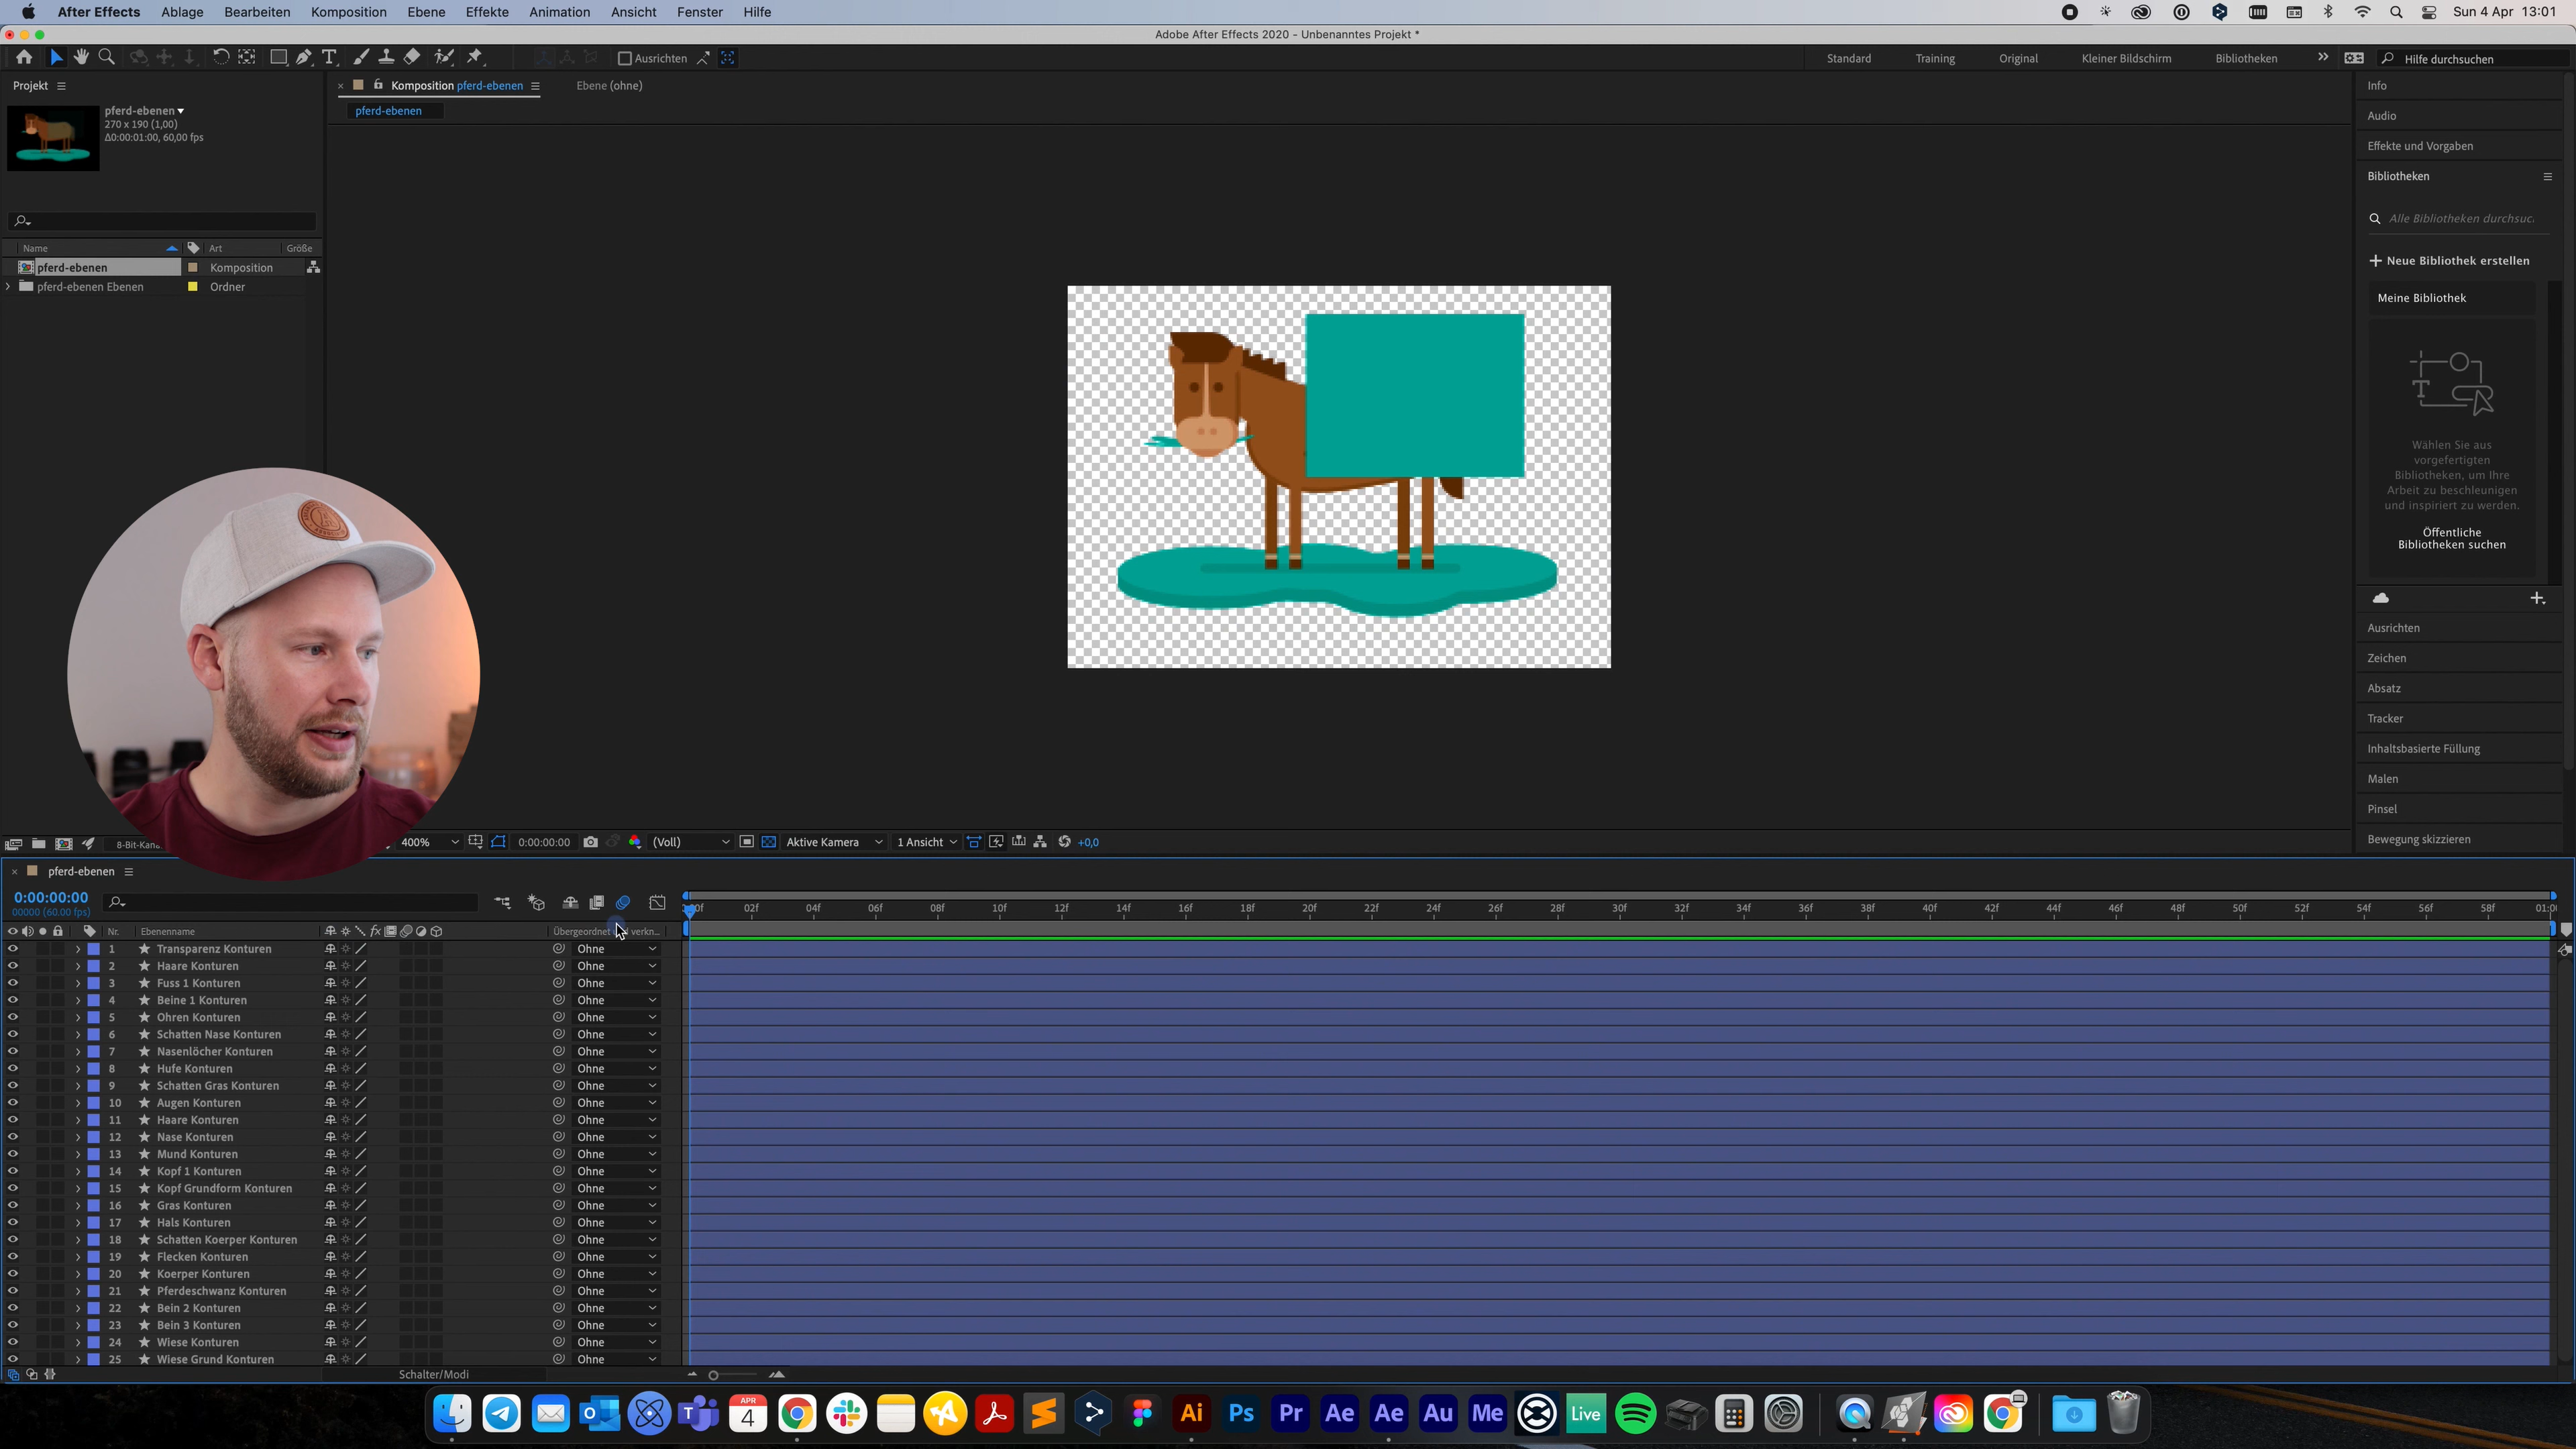 After Effects Ablage Bearbeiten Komposition Ebene Effekte Animation Ansicht Fenster Hilfe Sun 4 Apr 13:01
Adobe After Effects 2020 - Unbenanntes Projekt *
Ausrichten Standard Training Original Kleiner Bildschirm Bibliotheken Hilfe durchsuchen
Projekt
pferd-ebenen
270 x 190 (1,00)
Δ0:00:01:00, 60,00 fps
Name Art Größe
pferd-ebenen Komposition
pferd-ebenen Ebenen Ordner
Komposition pferd-ebenen Ebene (ohne)
pferd-ebenen
Info
Audio
Effekte und Vorgaben
Bibliotheken
Alle Bibliotheken durchsuc.
Neue Bibliothek erstellen
Meine Bibliothek
Wählen Sie aus
vorgefertigten
Bibliotheken, um Ihre
Arbeit zu beschleunigen
und inspiriert zu werden.
Öffentliche
Bibliotheken suchen
Ausrichten
Zeichen
Absatz
Tracker
Inhaltsbasierte Füllung
Malen
Pinsel
Bewegung skizzieren
8-Bit-Kana 400% 0:00:00:00 (Voll) Aktive Kamera 1 Ansicht +0,0
pferd-ebenen
0:00:00:00
00000 (60.00 fps)
02f 04f 06f 08f 10f 12f 14f 16f 18f 20f 22f 24f 26f 28f 30f 32f 34f 36f 38f 40f 42f 44f 46f 48f 50f 52f 54f 56f 58f 01:0
Nr. Ebenenname Übergeordnet verkn...
1 Transparenz Konturen Ohne
2 Haare Konturen Ohne
3 Fuss 1 Konturen Ohne
4 Beine 1 Konturen Ohne
5 Ohren Konturen Ohne
6 Schatten Nase Konturen Ohne
7 Nasenlöcher Konturen Ohne
8 Hufe Konturen Ohne
9 Schatten Gras Konturen Ohne
10 Augen Konturen Ohne
11 Haare Konturen Ohne
12 Nase Konturen Ohne
13 Mund Konturen Ohne
14 Kopf 1 Konturen Ohne
15 Kopf Grundform Konturen Ohne
16 Gras Konturen Ohne
17 Hals Konturen Ohne
18 Schatten Koerper Konturen Ohne
19 Flecken Konturen Ohne
20 Koerper Konturen Ohne
21 Pferdeschwanz Konturen Ohne
22 Bein 2 Konturen Ohne
23 Bein 3 Konturen Ohne
24 Wiese Konturen Ohne
25 Wiese Grund Konturen Ohne
Schalter/Modi
APR
4
Ai Ps Pr Ae Ae Au Me Live